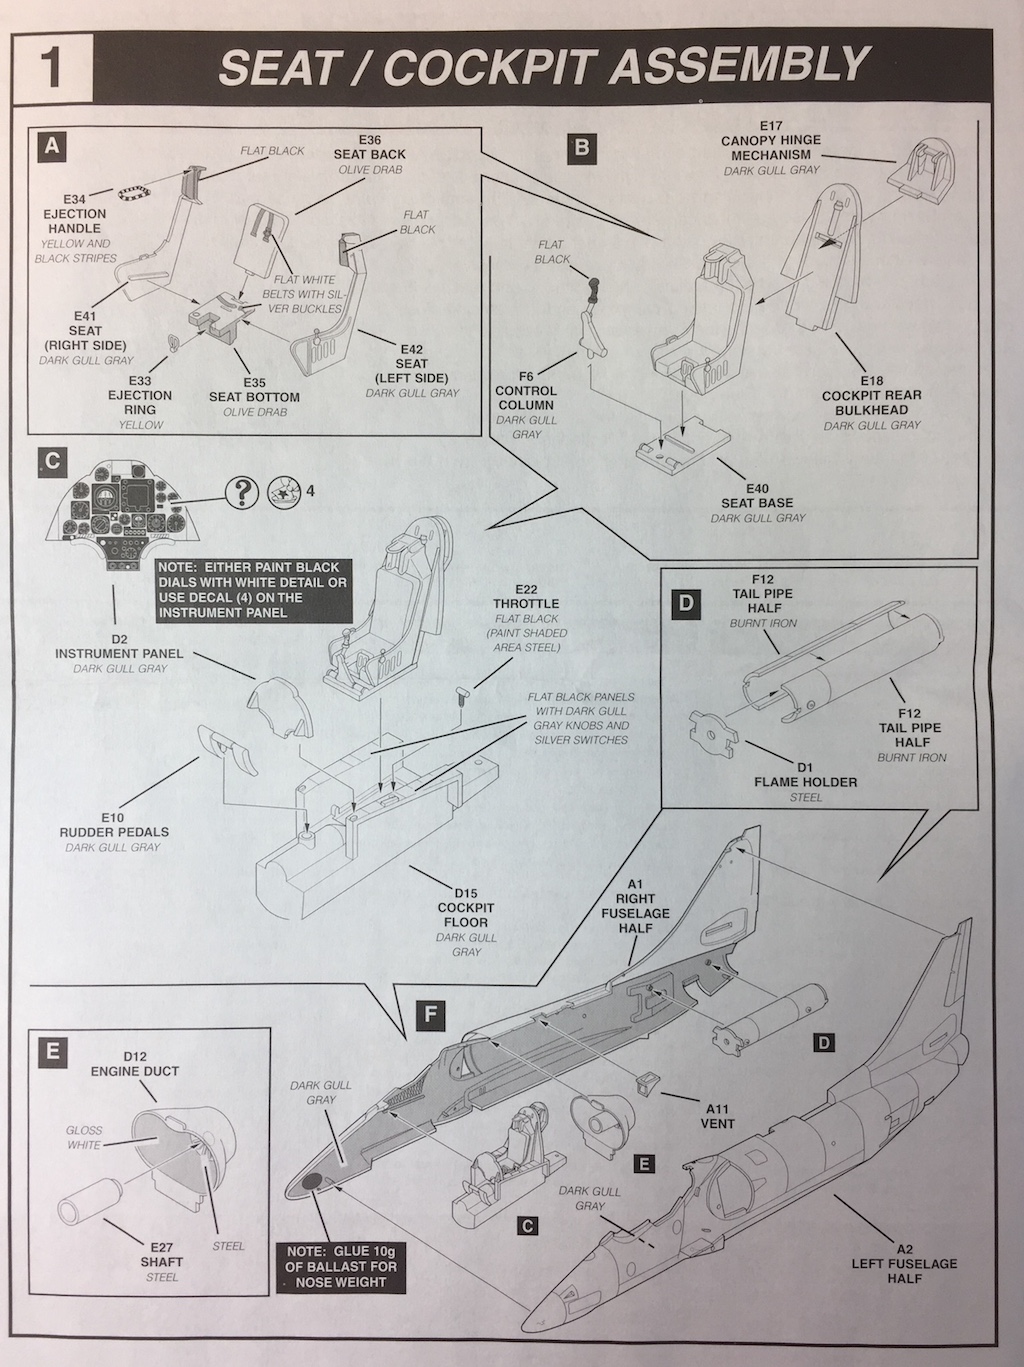 1
SEAT / COCKPIT ASSEMBLY
A
FLAT BLACK
E36
SEAT BACK
OLIVE DRAB
E34
EJECTION
HANDLE
YELLOW AND
BLACK STRIPES
FLAT
BLACK
FLAT WHITE
BELTS WITH SIL-
VER BUCKLES
E41
SEAT
(RIGHT SIDE)
DARK GULL GRAY
E33
EJECTION
RING
YELLOW
E35
SEAT BOTTOM
OLIVE DRAB
E42
SEAT
(LEFT SIDE)
DARK GULL GRAY
B
E17
CANOPY HINGE
MECHANISM
DARK GULL GRAY
FLAT
BLACK
F6
CONTROL
COLUMN
DARK GULL
GRAY
E18
COCKPIT REAR
BULKHEAD
DARK GULL GRAY
E40
SEAT BASE
DARK GULL GRAY
C
?
4
NOTE: EITHER PAINT BLACK
DIALS WITH WHITE DETAIL OR
USE DECAL (4) ON THE
INSTRUMENT PANEL
D2
INSTRUMENT PANEL
DARK GULL GRAY
E22
THROTTLE
FLAT BLACK
(PAINT SHADED
AREA STEEL)
FLAT BLACK PANELS
WITH DARK GULL
GRAY KNOBS AND
SILVER SWITCHES
E10
RUDDER PEDALS
DARK GULL GRAY
D15
COCKPIT
FLOOR
DARK GULL
GRAY
D
F12
TAIL PIPE
HALF
BURNT IRON
F12
TAIL PIPE
HALF
BURNT IRON
D1
FLAME HOLDER
STEEL
E
D12
ENGINE DUCT
GLOSS
WHITE
STEEL
E27
SHAFT
STEEL
F
A1
RIGHT
FUSELAGE
HALF
DARK GULL
GRAY
D
A11
VENT
E
DARK GULL
GRAY
C
NOTE: GLUE 10g
OF BALLAST FOR
NOSE WEIGHT
A2
LEFT FUSELAGE
HALF